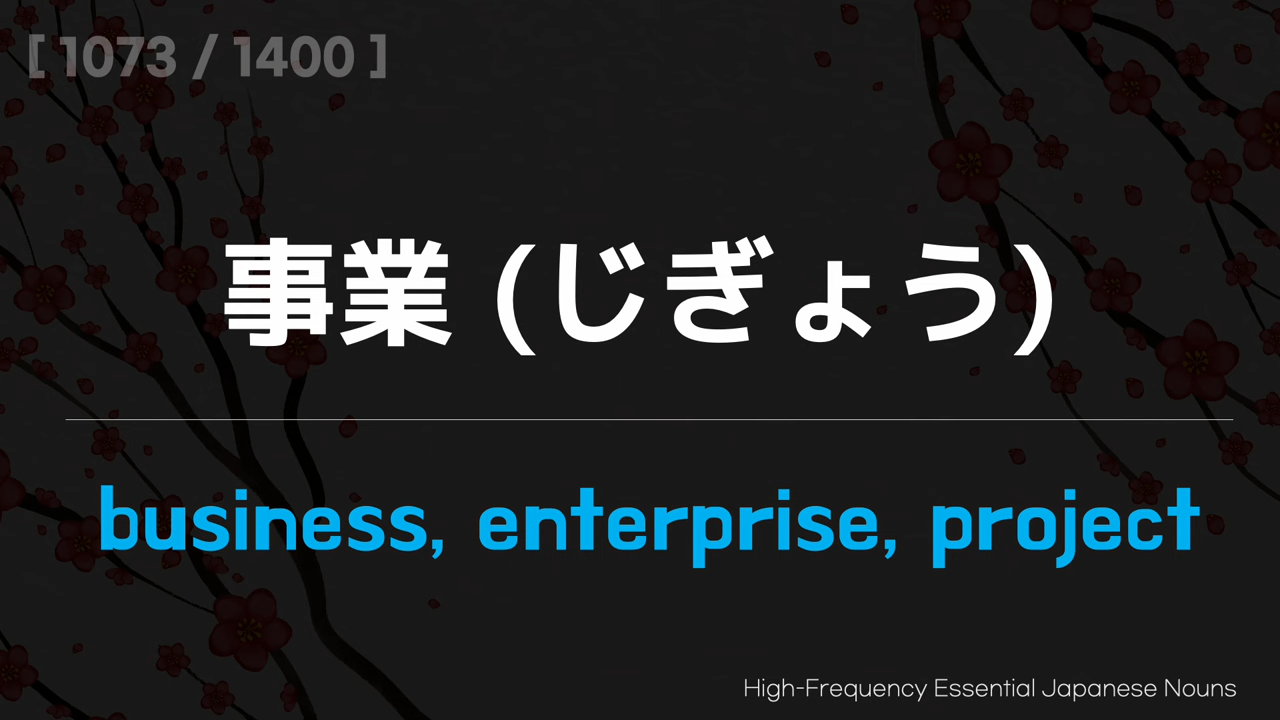 [ 1073 / 1400 ]
事業 (じぎょう)
business, enterprise, project
High-Frequency Essential Japanese Nouns